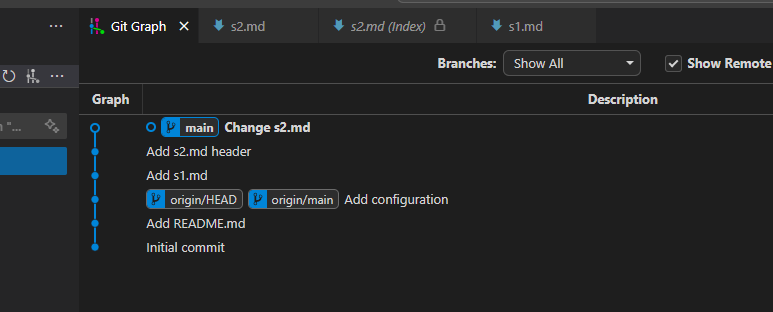 Git Graph s2.md s2.md (Index) s1.md
Branches: Show All Show Remote
Graph Description
"...
main Change s2.md
Add s2.md header
Add s1.md
origin/HEAD origin/main Add configuration
Add README.md
Initial commit